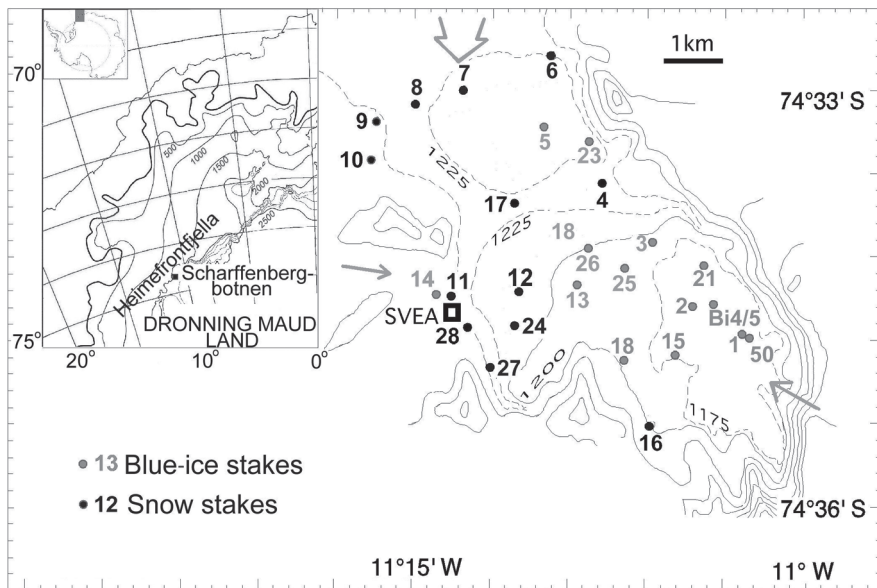 70°
75°
20°
10°
0°
500
1000
1500
2000
2500
Heimefrontfjella
Scharffenberg-
botnen
DRONNING MAUD
LAND
1km
74°33' S
74°36' S
11°15' W
11° W
6
7
8
9
10
5
23
4
17
1225
1225
18
26
3
25
13
21
2
Bi4/5
1
50
15
18
16
1175
1200
14
11
SVEA
28
12
24
27
13 Blue-ice stakes
12 Snow stakes